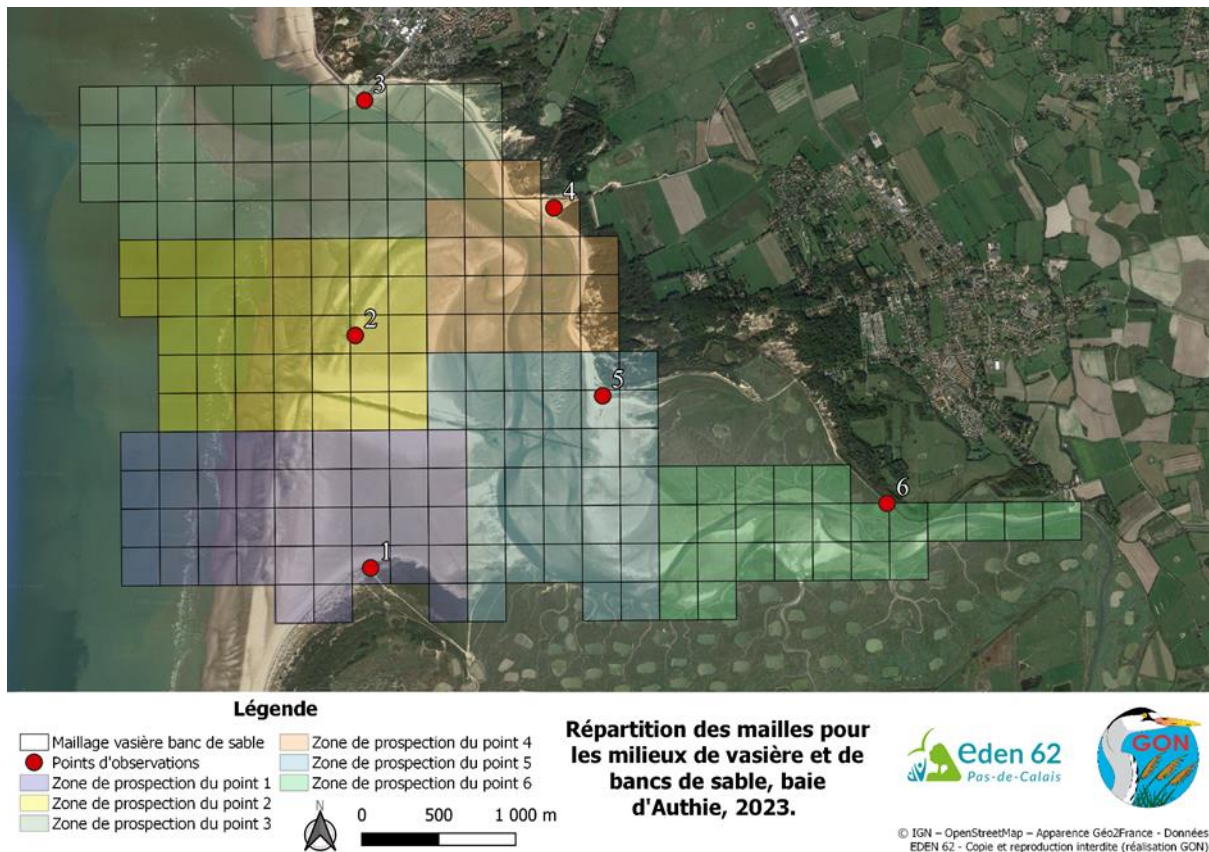 3
4
2
5
6
1
Légende
Maillage vasière banc de sable
Points d'observations
Zone de prospection du point 1
Zone de prospection du point 2
Zone de prospection du point 3
Zone de prospection du point 4
Zone de prospection du point 5
Zone de prospection du point 6
N
0 500 1 000 m
Répartition des mailles pour
les milieux de vasière et de
bancs de sable, baie
d'Authie, 2023.
eden 62
Pas-de-Calais
GON
© IGN – OpenStreetMap – Apparence Géo2France - Données
EDEN 62 - Copie et reproduction interdite (réalisation GON)